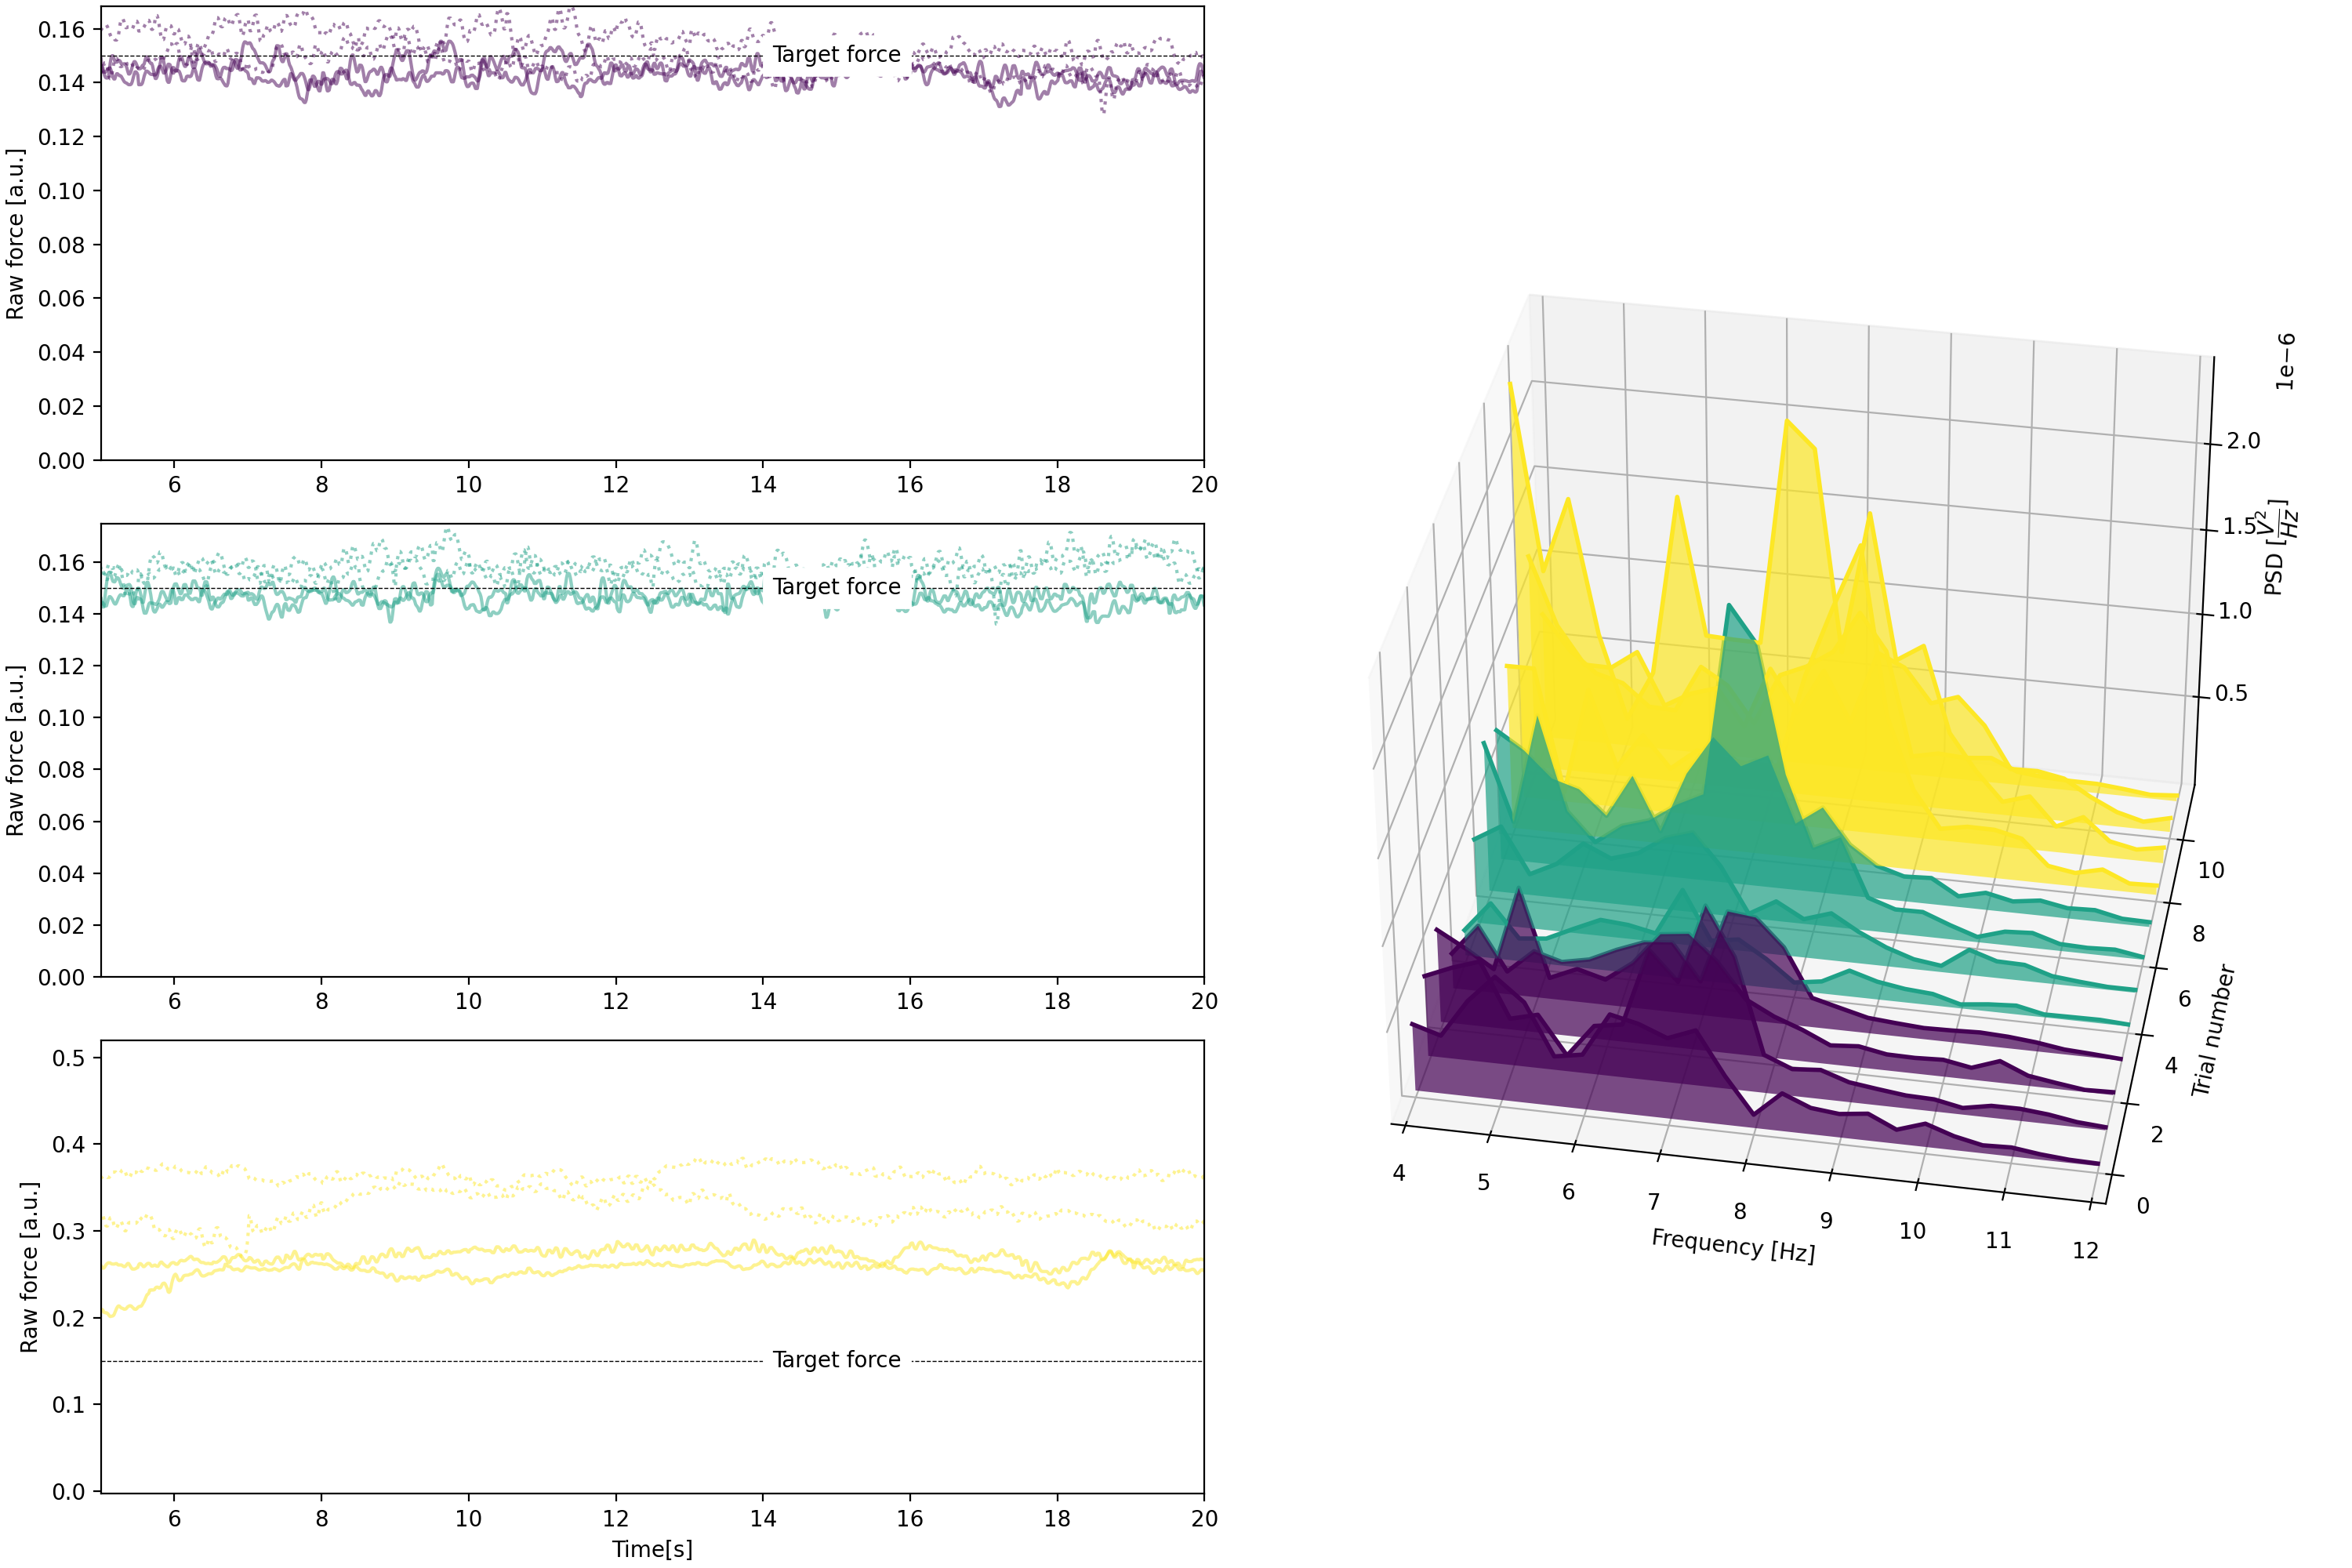 0.16
0.14
0.12
0.10
0.08
0.06
0.04
0.02
0.00
Raw force [a.u.]
Target force
6 8 10 12 14 16 18 20
0.16
0.14
0.12
0.10
0.08
0.06
0.04
0.02
0.00
Raw force [a.u.]
Target force
6 8 10 12 14 16 18 20
0.5
0.4
0.3
0.2
0.1
0.0
Raw force [a.u.]
Target force
6 8 10 12 14 16 18 20
Time[s]
1e−6
2.0
1.5
1.0
0.5
PSD [V²/Hz]
10
8
6
4
2
0
Trial number
4 5 6 7 8 9 10 11 12
Frequency [Hz]